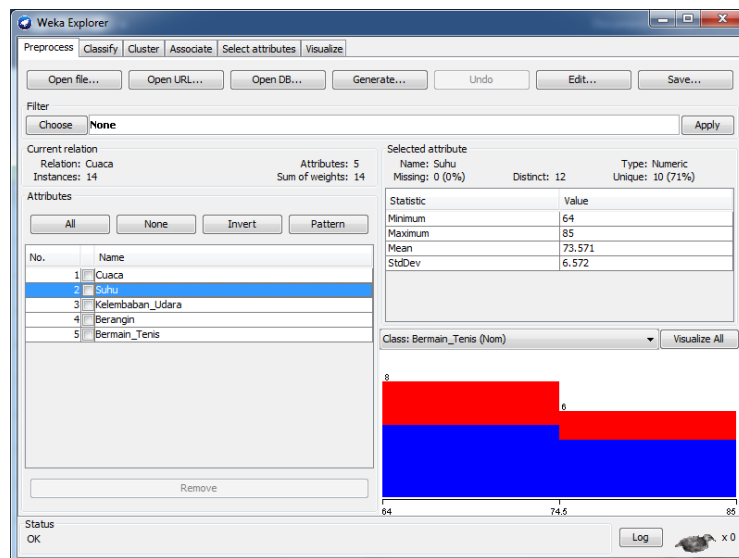 Weka Explorer
Preprocess Classify Cluster Associate Select attributes Visualize
Open file... Open URL... Open DB... Generate... Undo Edit... Save...
Filter
Choose None Apply
Current relation
Relation: Cuaca Attributes: 5
Instances: 14 Sum of weights: 14
Attributes
All None Invert Pattern
No. Name
1 Cuaca
2 Suhu
3 Kelembaban_Udara
4 Berangin
5 Bermain_Tenis
Remove
Selected attribute
Name: Suhu Type: Numeric
Missing: 0 (0%) Distinct: 12 Unique: 10 (71%)
Statistic Value
Minimum 64
Maximum 85
Mean 73.571
StdDev 6.572
Class: Bermain_Tenis (Nom) Visualize All
8
6
64 74.5 85
Status
OK Log x 0